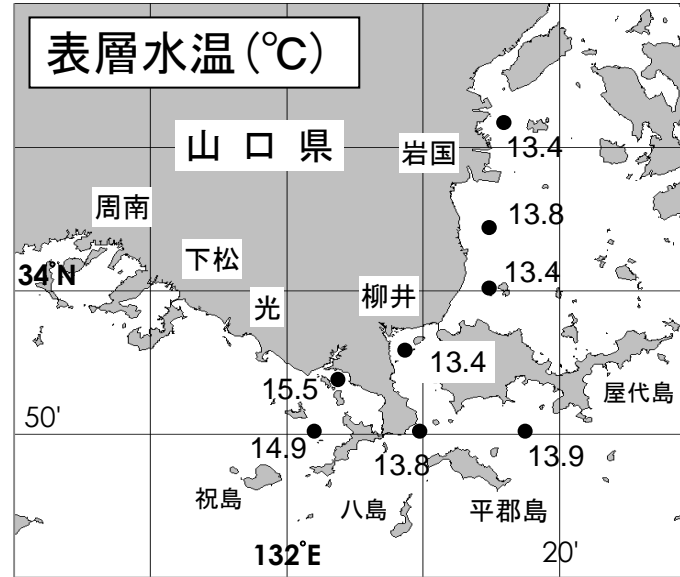 表層水温(℃)
山口県
岩国
13.4
周南
13.8
下松
34°N
13.4
光
柳井
13.4
15.5
屋代島
50'
14.9
13.8
13.9
祝島
八島
平郡島
132°E
20'